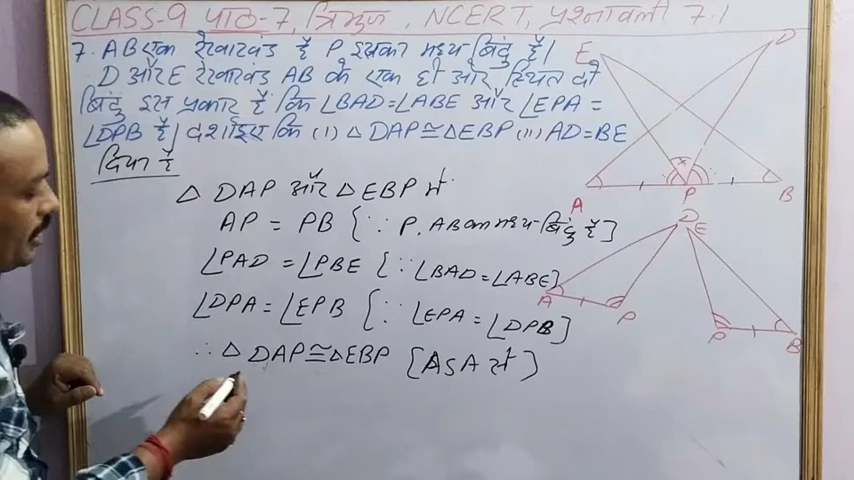 CLASS-9 पाठ-7, त्रिभुज, NCERT, प्रश्नावली 7.1
7. AB एक रेखाखंड है P इसका मध्य बिंदु है।
D और E रेखाखंड AB के एक ही ओर स्थित दो
बिंदु इस प्रकार हैं कि ∠BAD=∠ABE और ∠EPA =
∠DPB है। दर्शाइए कि (i) △DAP≅△EBP (ii) AD=BE
दिया है
△ DAP और △EBP में
AP = PB {∵ P, AB का मध्य-बिंदु है]
∠PAD = ∠PBE {∵ ∠BAD=∠ABE]
∠DPA = ∠EPB {∵ ∠EPA = ∠DPB]
∴ △ DAP≅△EBP [ASA से]
E D
x
A P B
D E
A P
P B